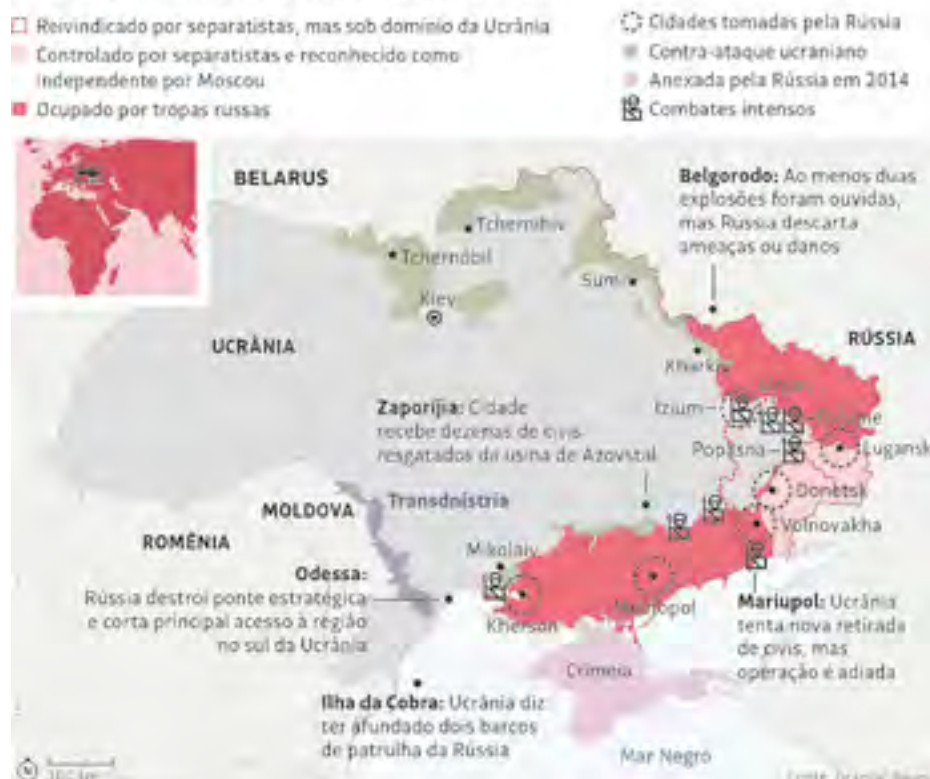 Reivindicado por separatistas, mas sob domínio da Ucrânia
Controlado por separatistas e reconhecido como
independente por Moscou
Ocupado por tropas russas
Cidades tomadas pela Rússia
Contra-ataque ucraniano
Anexada pela Rússia em 2014
Combates intensos
BELARUS
Belgorodo: Ao menos duas
explosões foram ouvidas,
mas Rússia descarta
ameaças ou danos
Tchernihiv
Tchernóbil
Sumi
Kiev
UCRÂNIA
RÚSSIA
Kharkiv
Zaporíjia: Cidade
recebe dezenas de civis
resgatados da usina de Azovstal
Izium
Popasna
Lugansk
Donetsk
Volnovakha
MOLDOVA
Transdnístria
ROMÊNIA
Mikolaiv
Odessa:
Rússia destrói ponte estratégica
e corta principal acesso à região
no sul da Ucrânia
Kherson
Melitopol
Mariupol: Ucrânia
tenta nova retirada
de civis, mas
operação é adiada
Crimeia
Ilha da Cobra: Ucrânia diz
ter afundado dois barcos
de patrulha da Rússia
Mar Negro